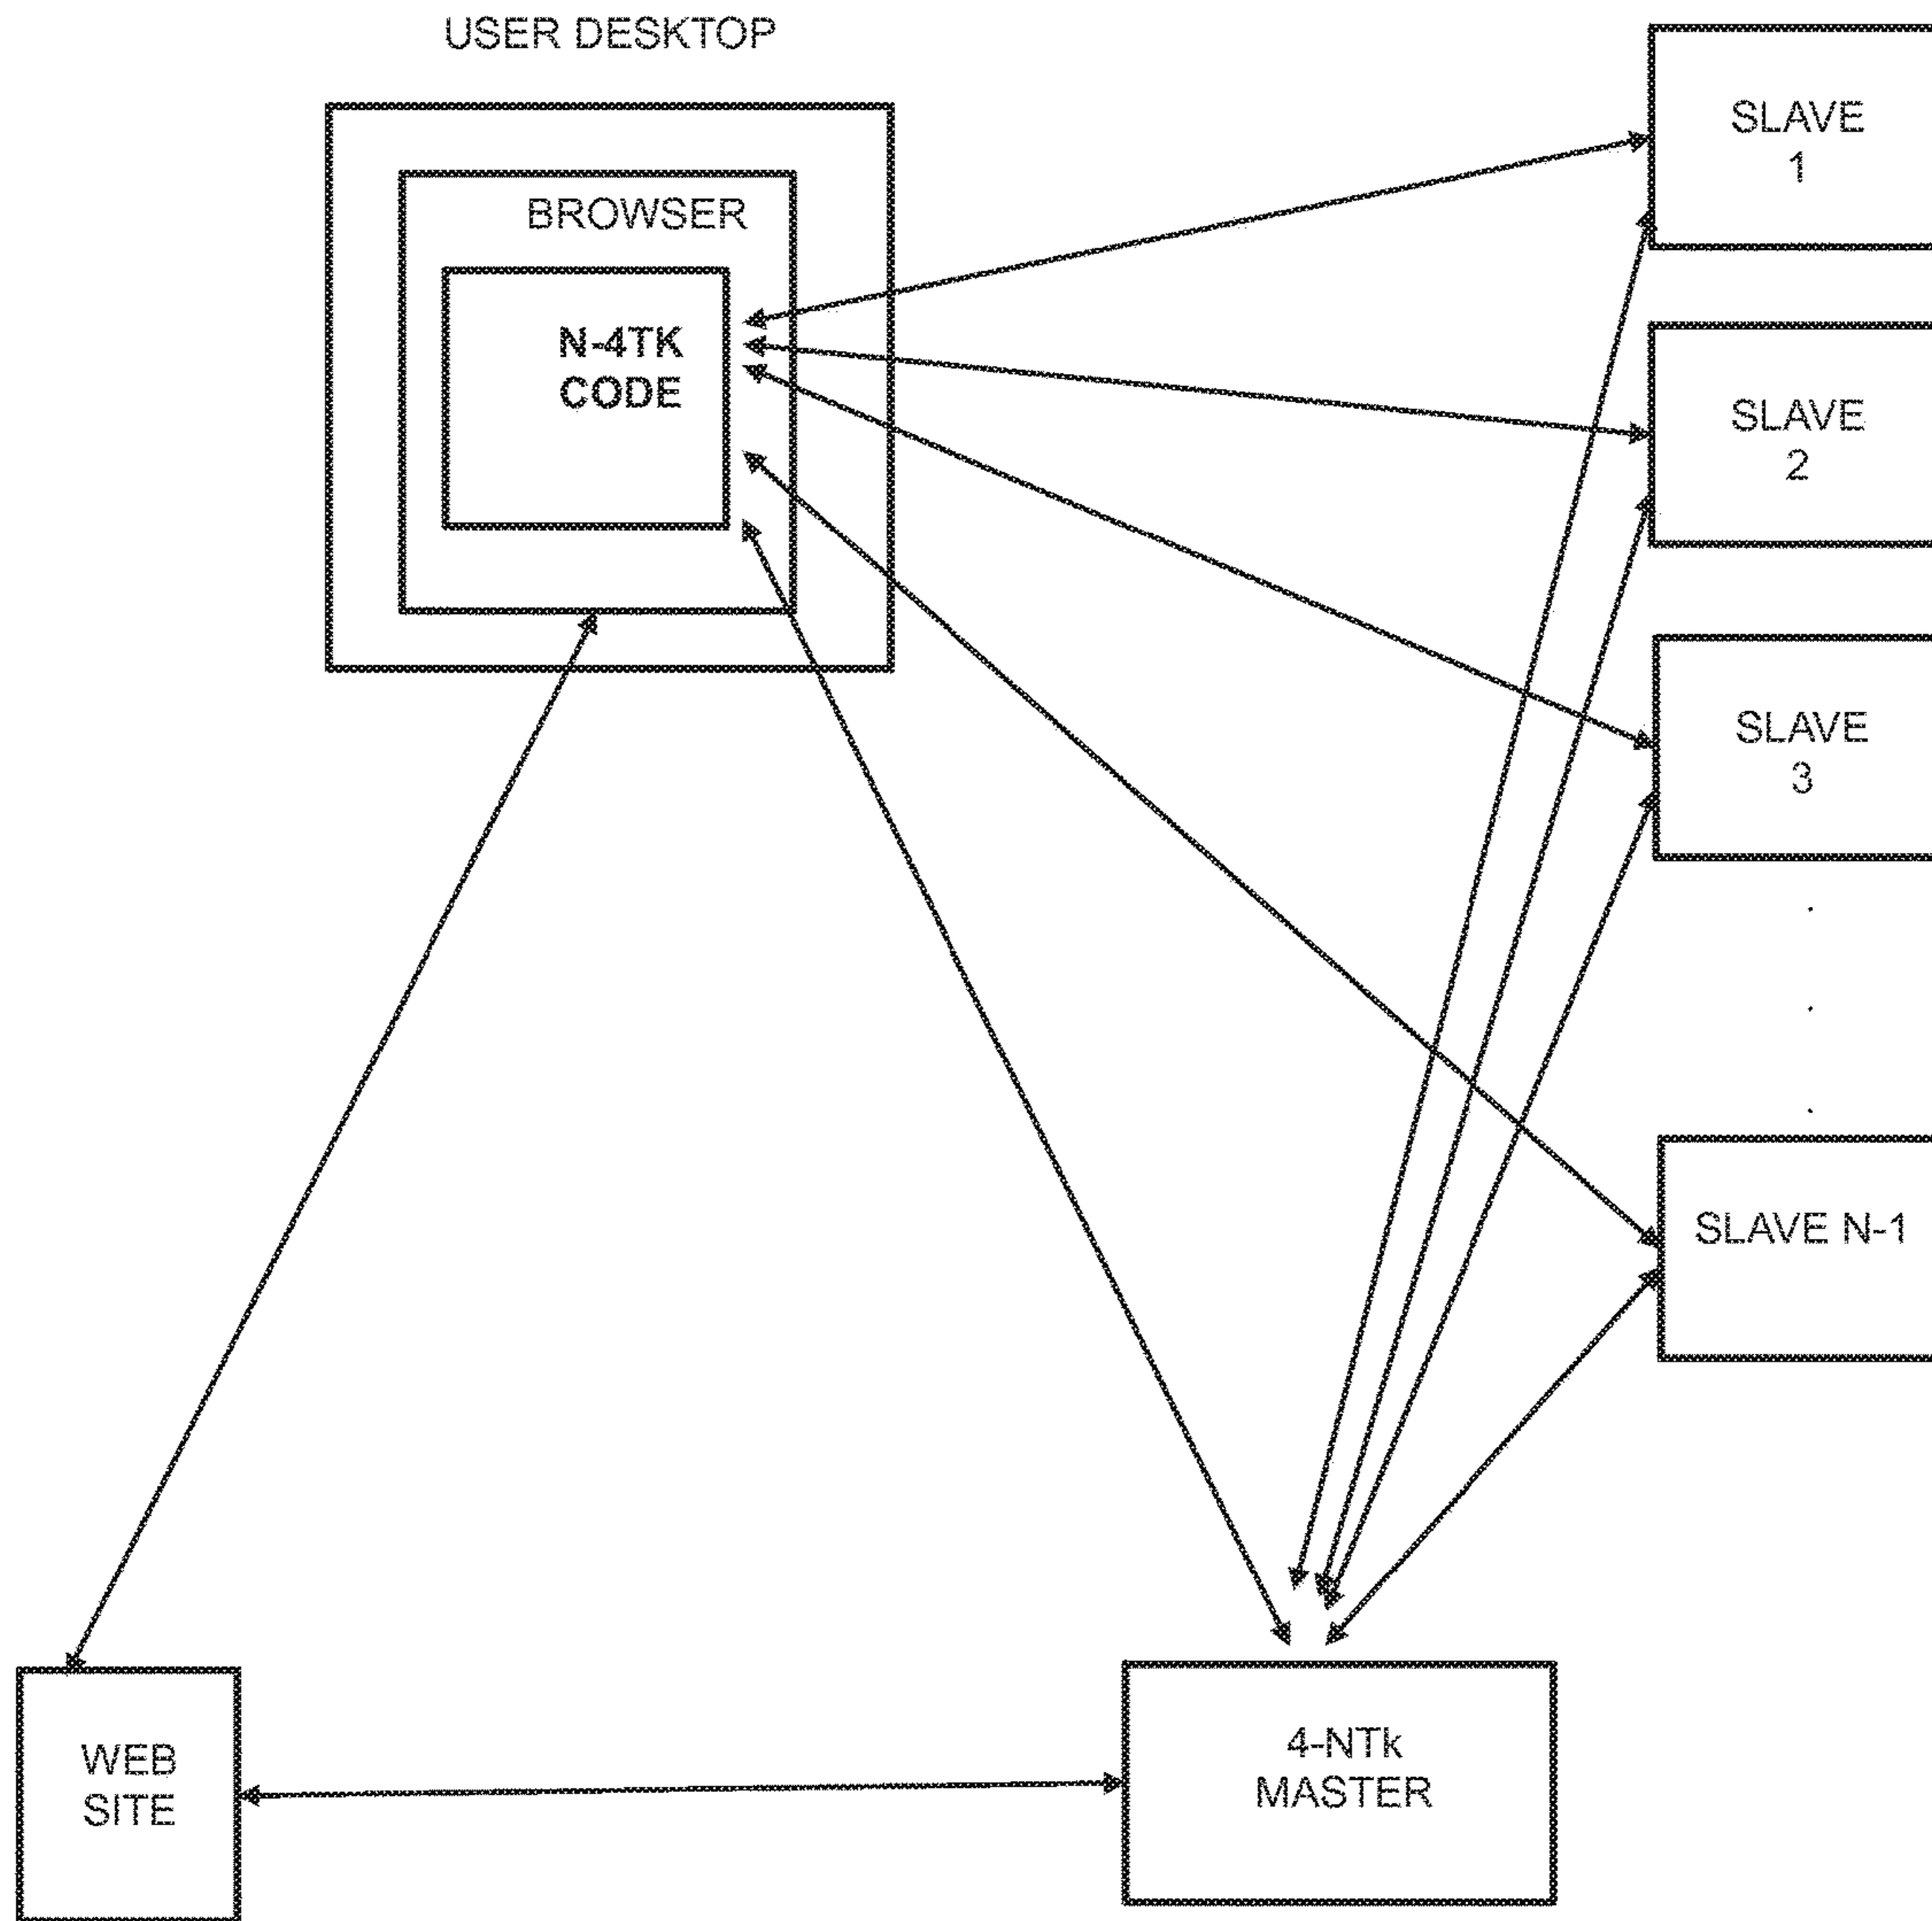 USER DESKTOP
BROWSER
N-4TK
CODE
SLAVE
1
SLAVE
2
SLAVE
3
.
.
.
SLAVE N-1
WEB
SITE
4-NTk
MASTER